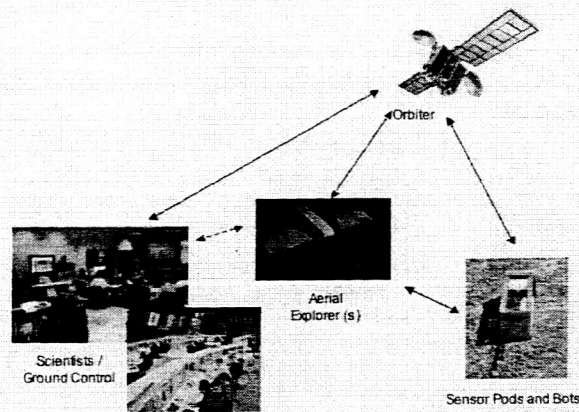 Orbiter
Aerial
Explorer (s)
Scientists /
Ground Control
Sensor Pods and Bots